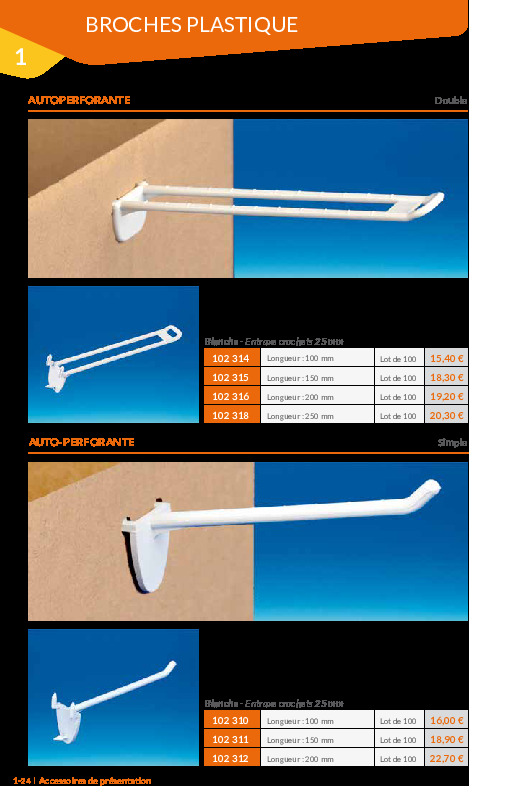 BROCHES PLASTIQUE
1
AUTOPERFORANTE Double
Blanche - Entraxe crochets 25 mm
102 314 Longueur : 100 mm Lot de 100 15,40 €
102 315 Longueur : 150 mm Lot de 100 18,30 €
102 316 Longueur : 200 mm Lot de 100 19,20 €
102 318 Longueur : 250 mm Lot de 100 20,30 €
AUTO-PERFORANTE Simple
Blanche - Entraxe crochets 25 mm
102 310 Longueur : 100 mm Lot de 100 16,00 €
102 311 Longueur : 150 mm Lot de 100 18,90 €
102 312 Longueur : 200 mm Lot de 100 22,70 €
1-24 | Accessoires de présentation